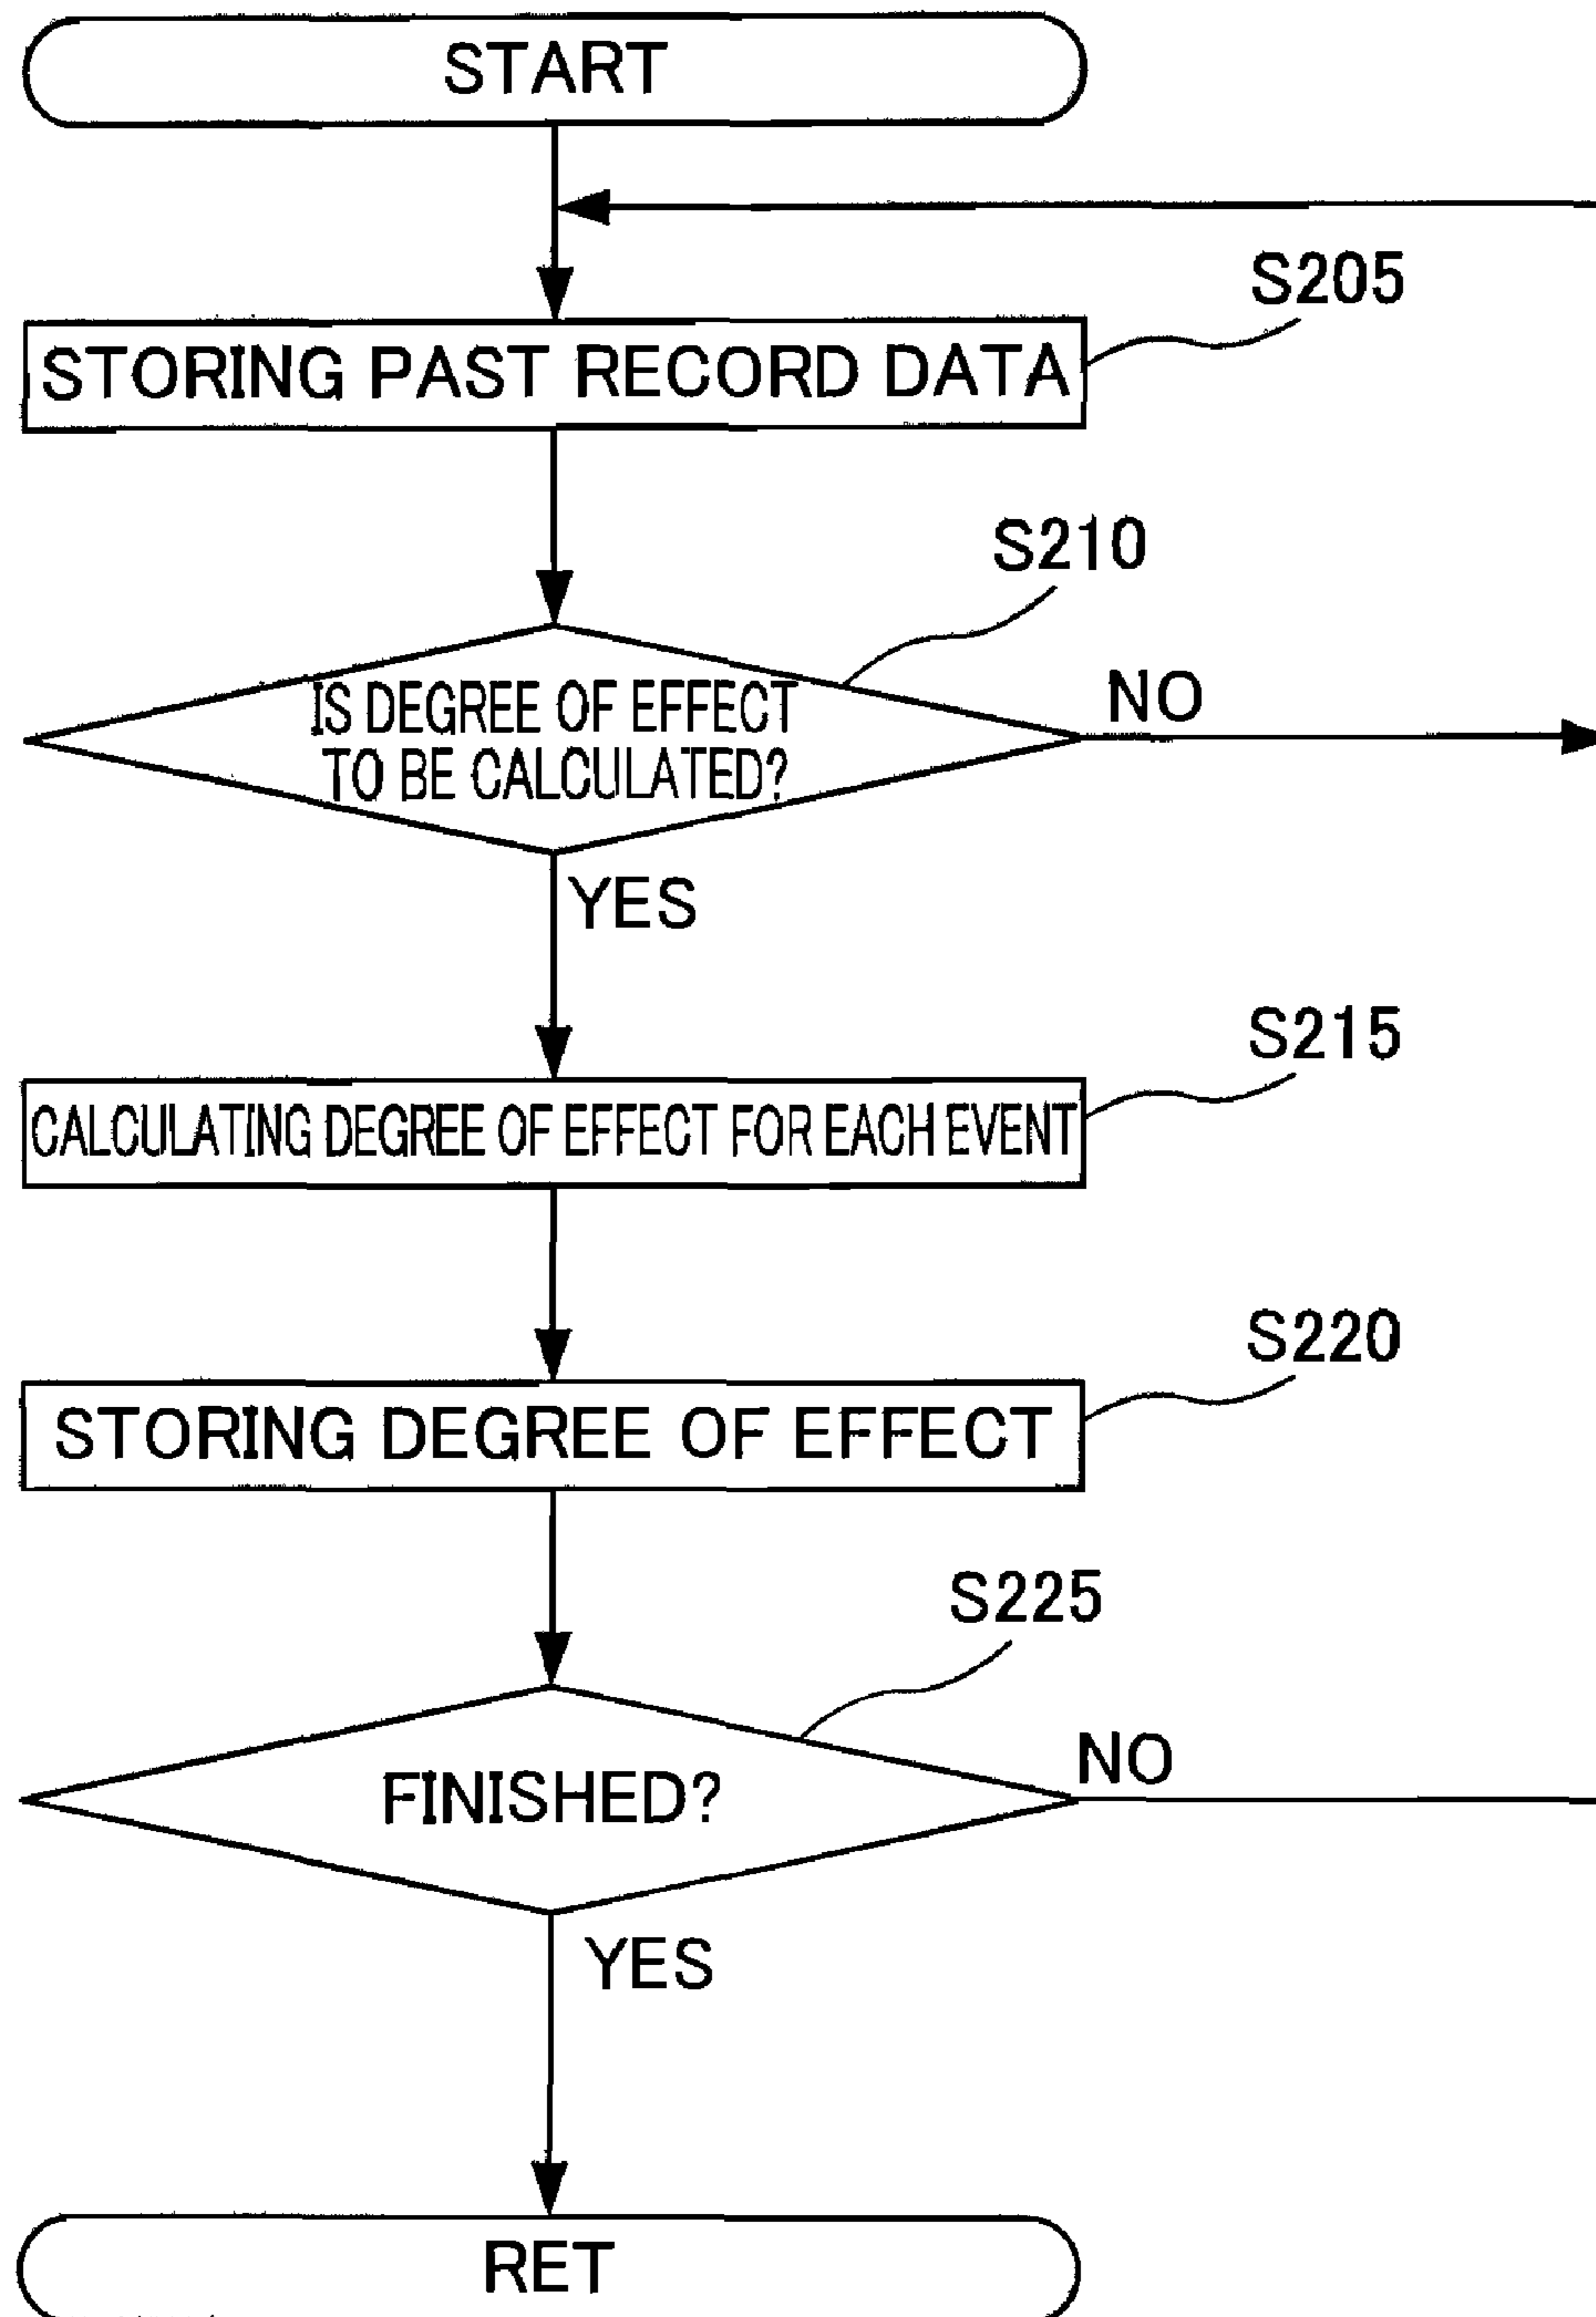 START
S205
STORING PAST RECORD DATA
S210
IS DEGREE OF EFFECT
TO BE CALCULATED?
NO
YES
S215
CALCULATING DEGREE OF EFFECT FOR EACH EVENT
S220
STORING DEGREE OF EFFECT
S225
FINISHED?
NO
YES
RET